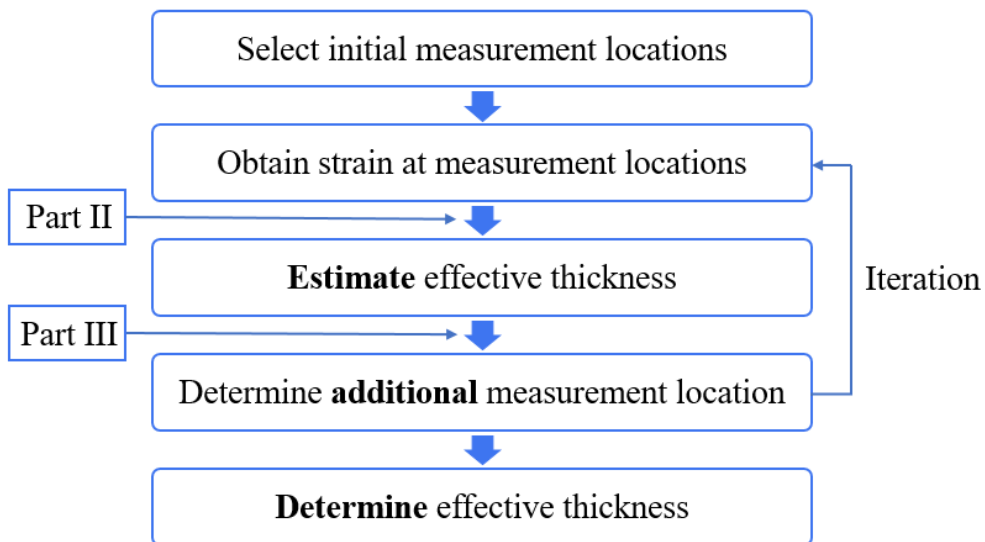 Select initial measurement locations
Obtain strain at measurement locations
Part II
Estimate effective thickness
Iteration
Part III
Determine additional measurement location
Determine effective thickness